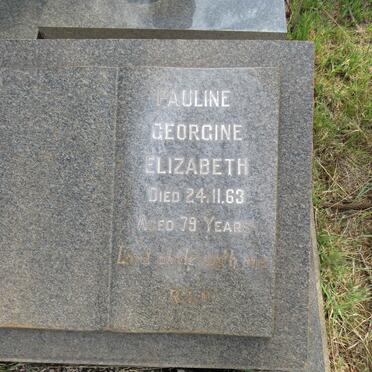 PAULINE
GEORGINE
ELIZABETH
DIED 24.11.63
AGED 79 YEARS
R.I.P.